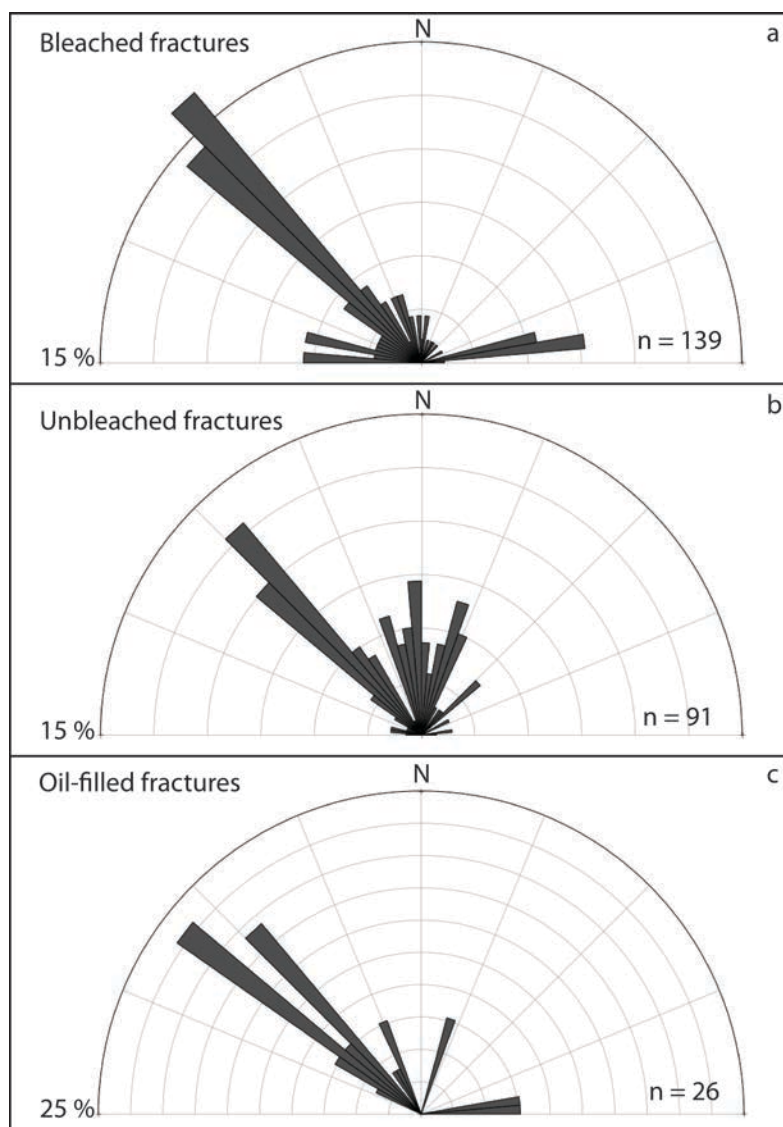 N
a
Bleached fractures
15 %
n = 139
N
b
Unbleached fractures
15 %
n = 91
N
c
Oil-filled fractures
25 %
n = 26